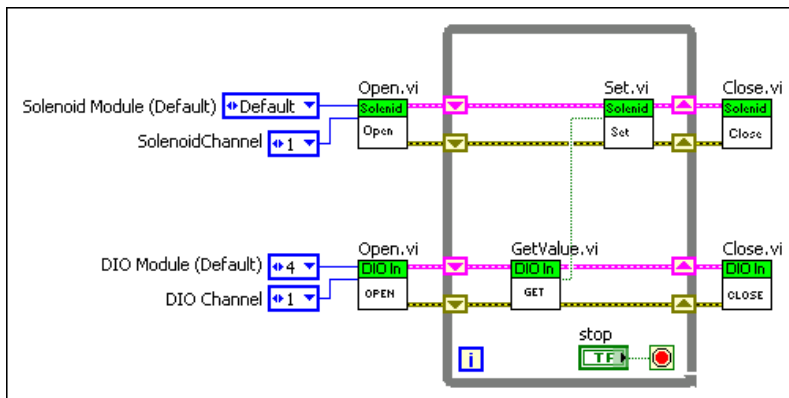 Open.vi
Set.vi
Close.vi
Solenoid Module (Default)
Default
Solenid
Open
Solenid
Set
Solenid
Close
SolenoidChannel
1
Open.vi
GetValue.vi
Close.vi
DIO Module (Default)
4
DIO In
OPEN
DIO In
GET
DIO In
CLOSE
DIO Channel
1
stop
i
TF